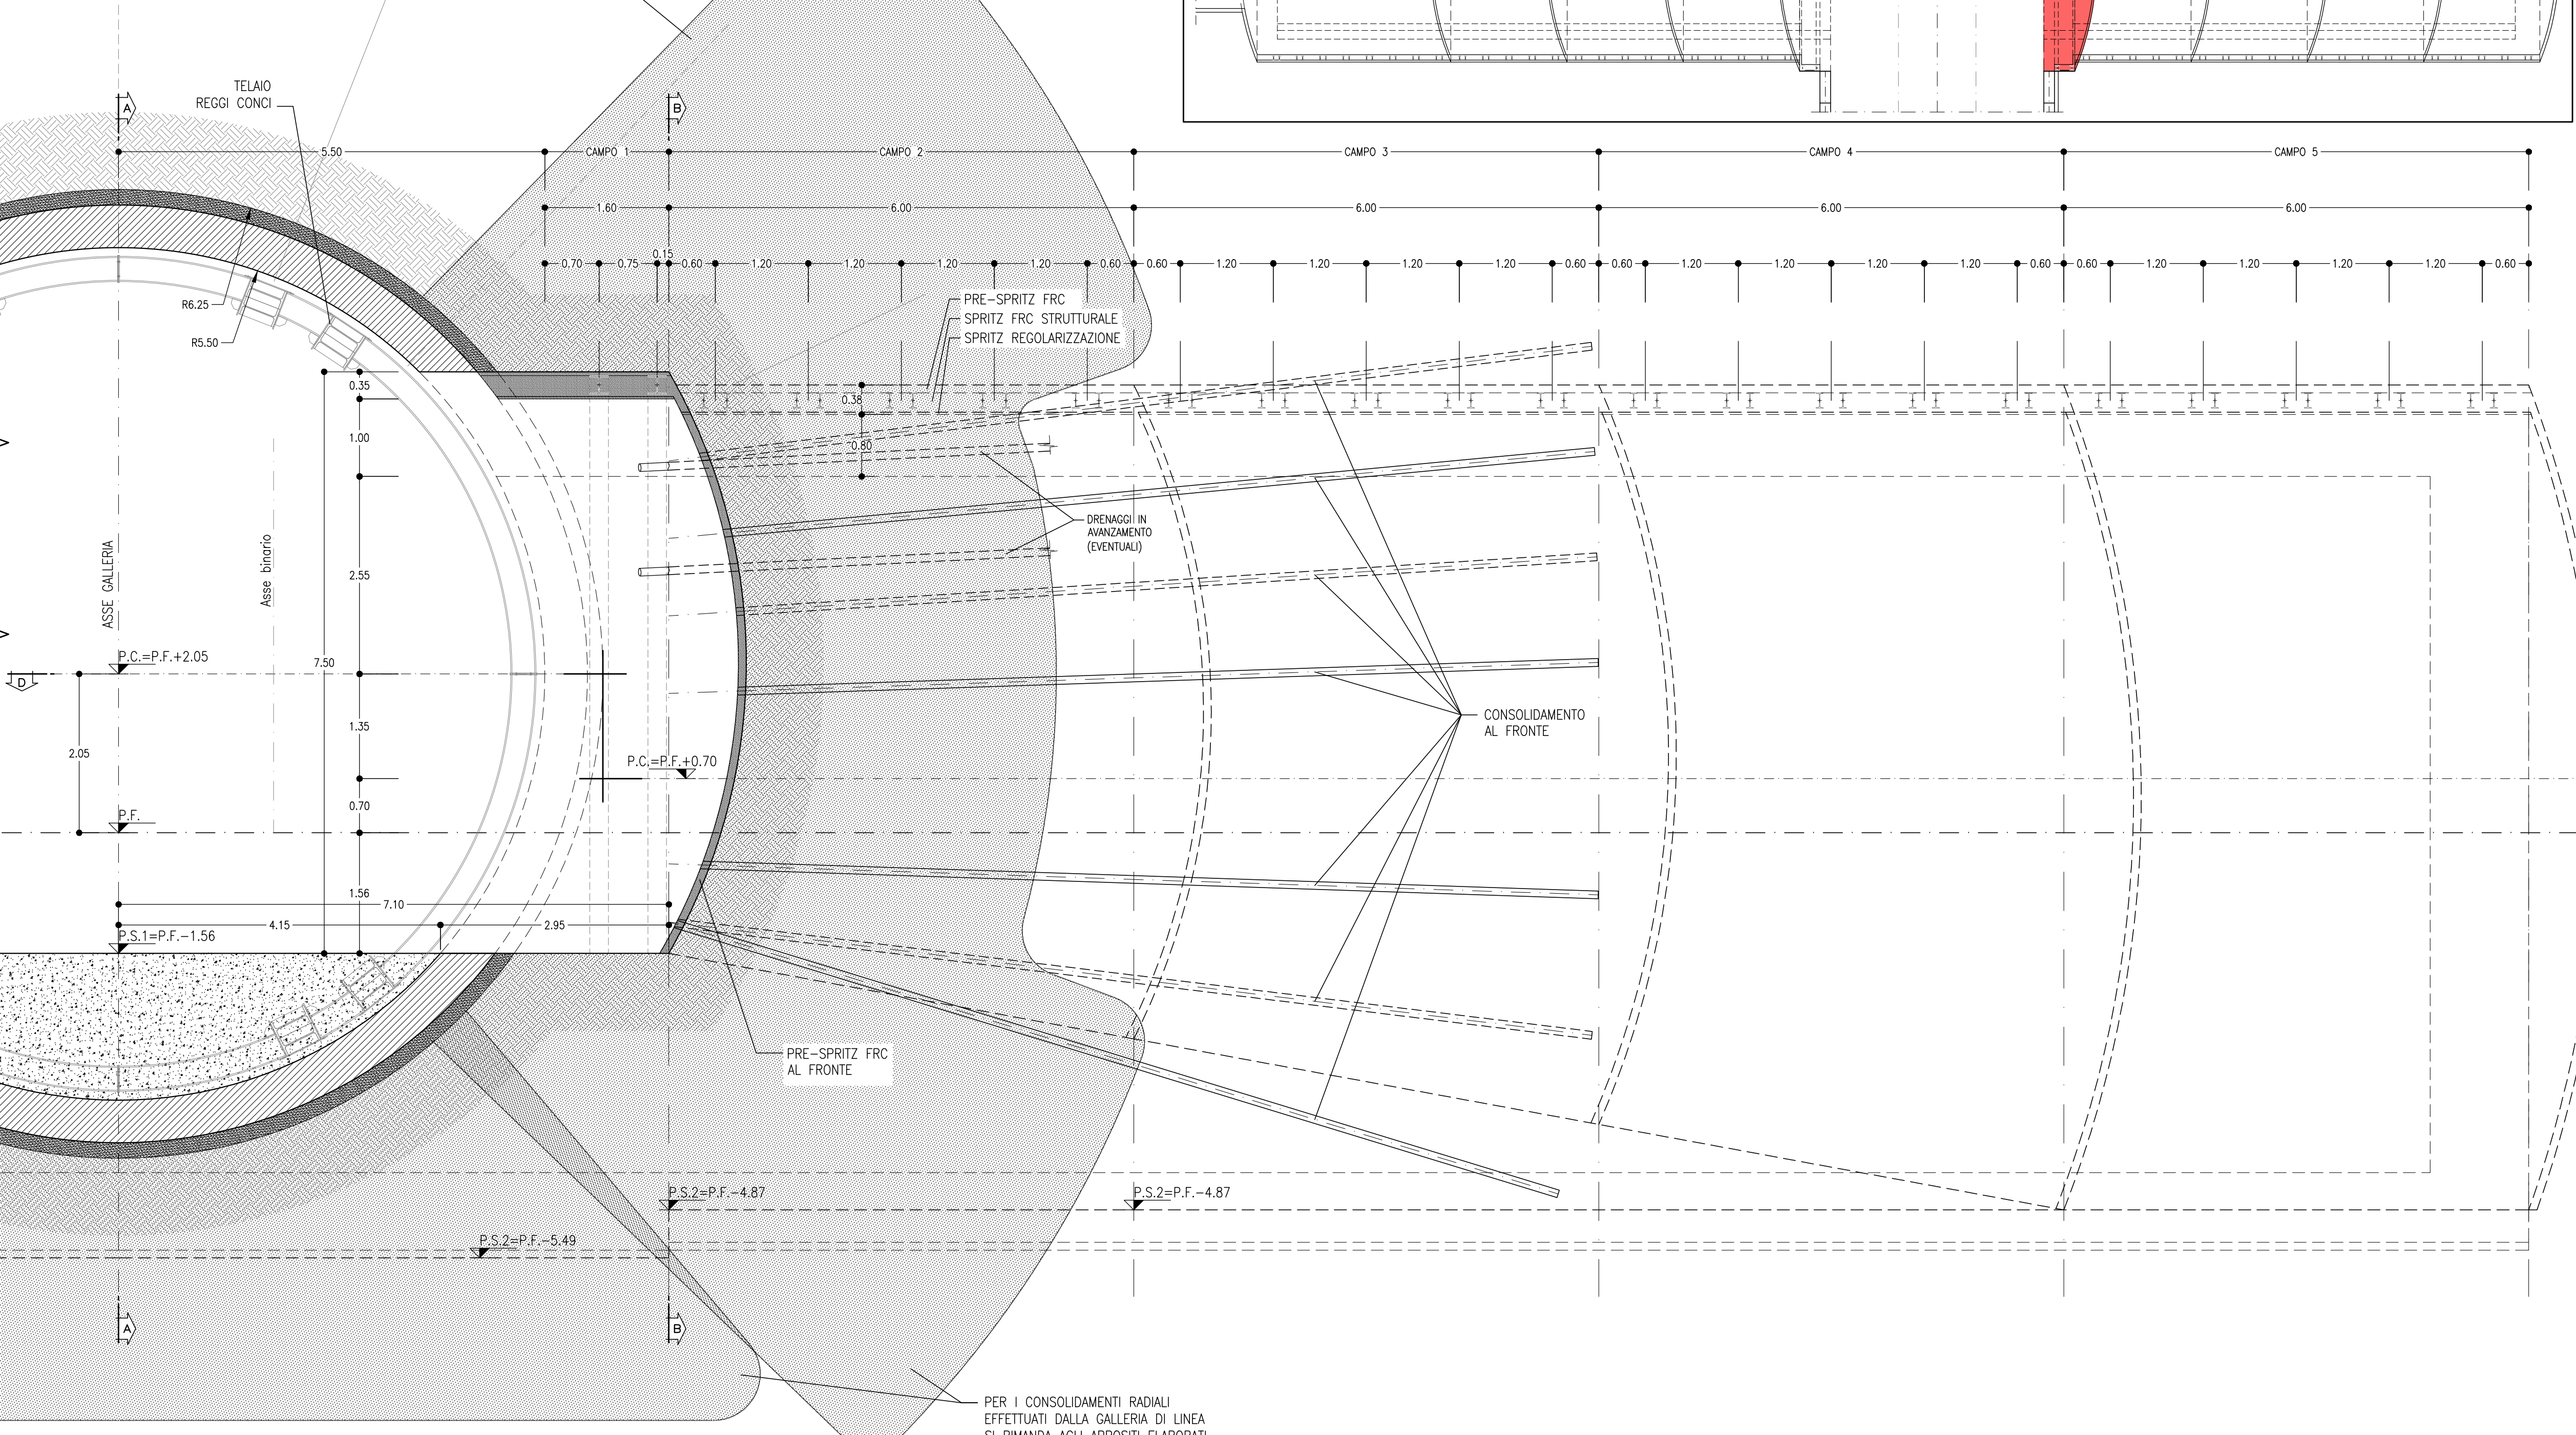 TELAIO
REGGI CONCI
A
B
5.50
CAMPO 1
CAMPO 2
CAMPO 3
CAMPO 4
CAMPO 5
1.60
6.00
6.00
6.00
6.00
0.15
0.70
0.75
0.60
1.20
1.20
1.20
1.20
0.60
0.60
1.20
1.20
1.20
1.20
0.60
0.60
1.20
1.20
1.20
1.20
0.60
0.60
1.20
1.20
1.20
1.20
0.60
R6.25
R5.50
PRE-SPRITZ FRC
SPRITZ FRC STRUTTURALE
SPRITZ REGOLARIZZAZIONE
0.35
0.38
1.00
0.80
DRENAGGI IN
AVANZAMENTO
(EVENTUALI)
ASSE GALLERIA
Asse binario
2.55
P.C.=P.F.+2.05
7.50
D
CONSOLIDAMENTO
AL FRONTE
1.35
2.05
P.C.=P.F.+0.70
0.70
P.F.
1.56
7.10
4.15
2.95
P.S.1=P.F.-1.56
PRE-SPRITZ FRC
AL FRONTE
P.S.2=P.F.-4.87
P.S.2=P.F.-4.87
P.S.2=P.F.-5.49
A
B
PER I CONSOLIDAMENTI RADIALI
EFFETTUATI DALLA GALLERIA DI LINEA
SI RIMANDA AGLI APPOSITI ELABORATI